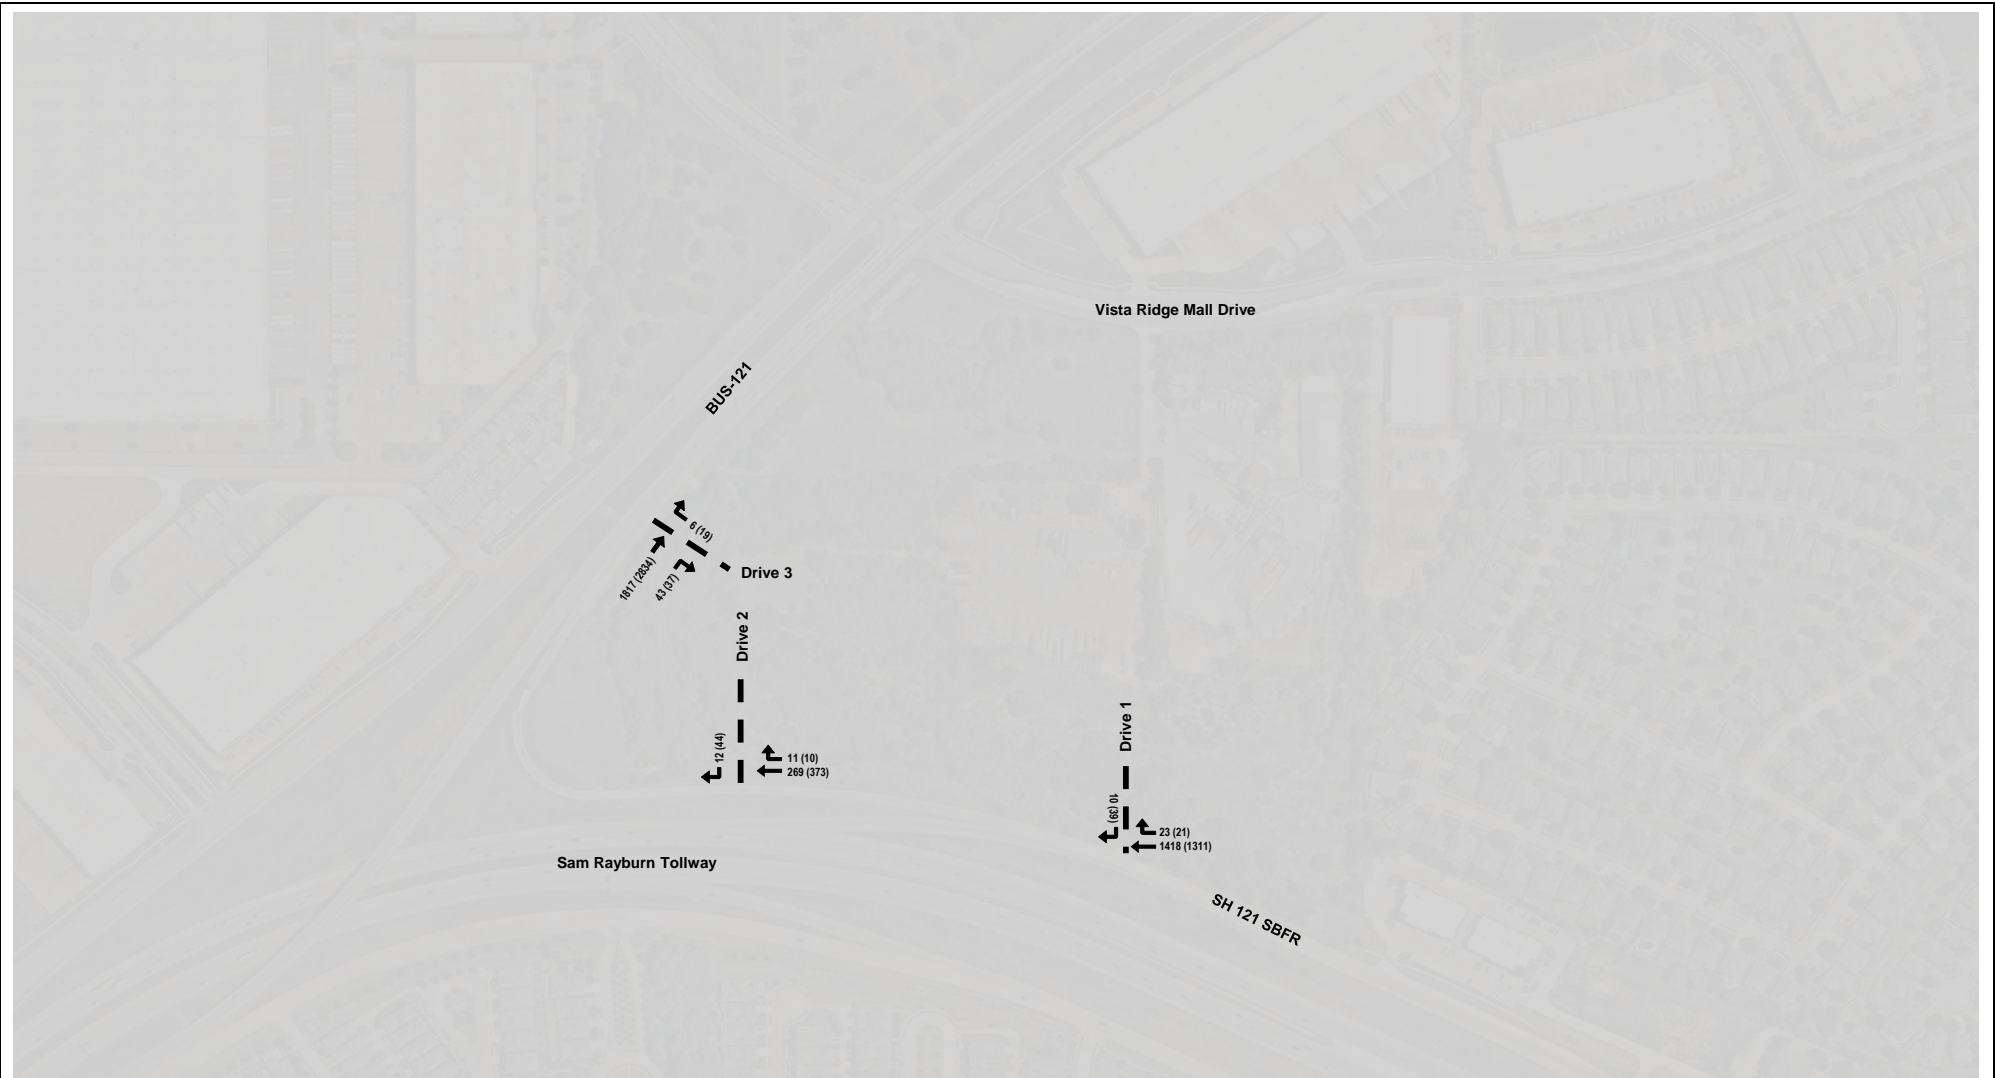 Vista Ridge Mall Drive
BUS-121
6 (19)
1817 (2834)
43 (37)
Drive 3
Drive 2
12 (44)
11 (10)
269 (373)
Drive 1
10 (39)
23 (21)
1418 (1311)
Sam Rayburn Tollway
SH 121 SBFR